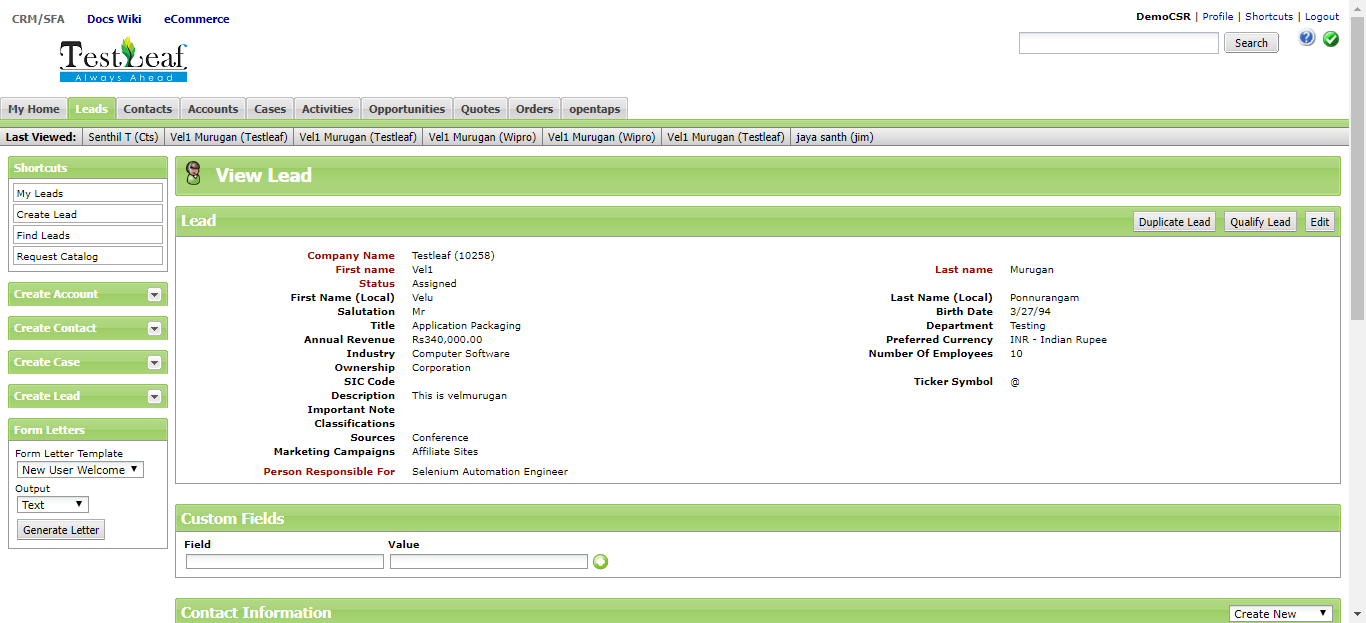 CRM/SFA Docs Wiki eCommerce
DemoCSR | Profile | Shortcuts | Logout
TestLeaf
Always Ahead
Search
My Home Leads Contacts Accounts Cases Activities Opportunities Quotes Orders opentaps
Last Viewed: Senthil T (Cts) Vel1 Murugan (Testleaf) Vel1 Murugan (Testleaf) Vel1 Murugan (Wipro) Vel1 Murugan (Wipro) Vel1 Murugan (Testleaf) jaya santh (jim)
Shortcuts
My Leads
Create Lead
Find Leads
Request Catalog
Create Account
Create Contact
Create Case
Create Lead
Form Letters
Form Letter Template
New User Welcome
Output
Text
Generate Letter
View Lead
Lead Duplicate Lead Qualify Lead Edit
Company Name Testleaf (10258)
First name Vel1 Last name Murugan
Status Assigned
First Name (Local) Velu Last Name (Local) Ponnurangam
Salutation Mr Birth Date 3/27/94
Title Application Packaging Department Testing
Annual Revenue Rs340,000.00 Preferred Currency INR - Indian Rupee
Industry Computer Software Number Of Employees 10
Ownership Corporation
SIC Code Ticker Symbol @
Description This is velmurugan
Important Note
Classifications
Sources Conference
Marketing Campaigns Affiliate Sites
Person Responsible For Selenium Automation Engineer
Custom Fields
Field Value
Contact Information Create New